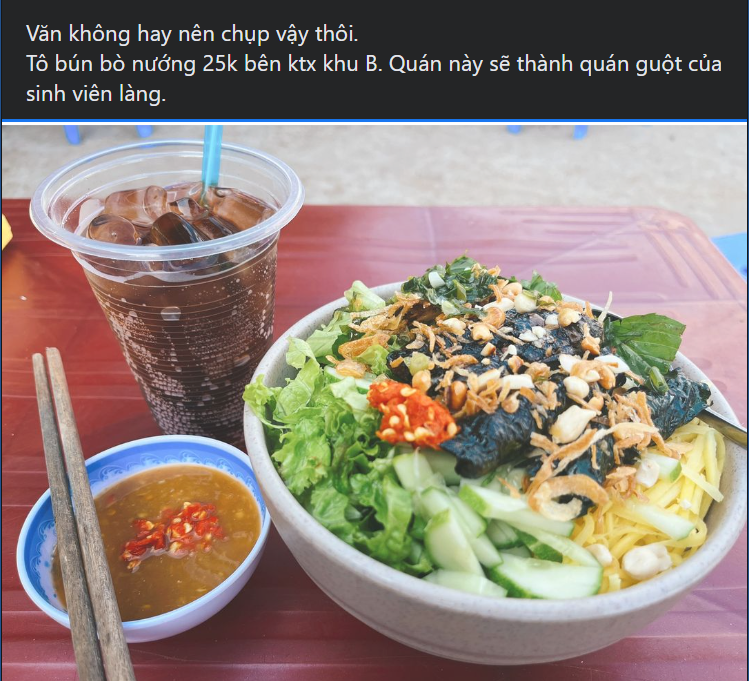 Văn không hay nên chụp vậy thôi.
Tô bún bò nướng 25k bên ktx khu B. Quán này sẽ thành quán guột của
sinh viên làng.